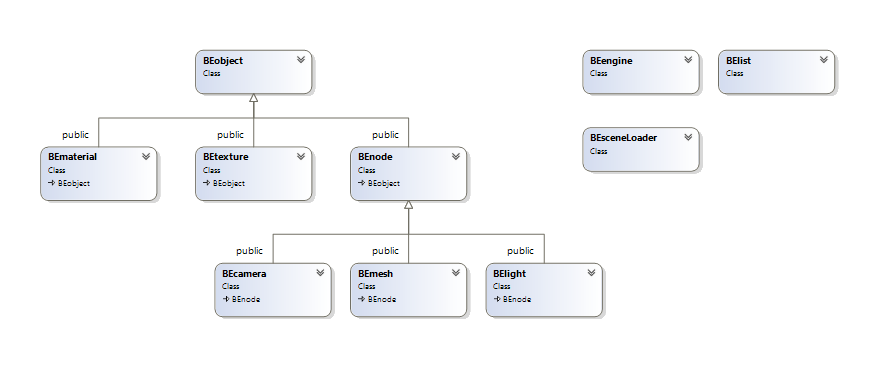 BEobject
Class
BEengine
Class
BElist
Class
BEsceneLoader
Class
public
public
public
BEmaterial
Class
BEobject
BEtexture
Class
BEobject
BEnode
Class
BEobject
public
public
public
BEcamera
Class
BEnode
BEmesh
Class
BEnode
BElight
Class
BEnode